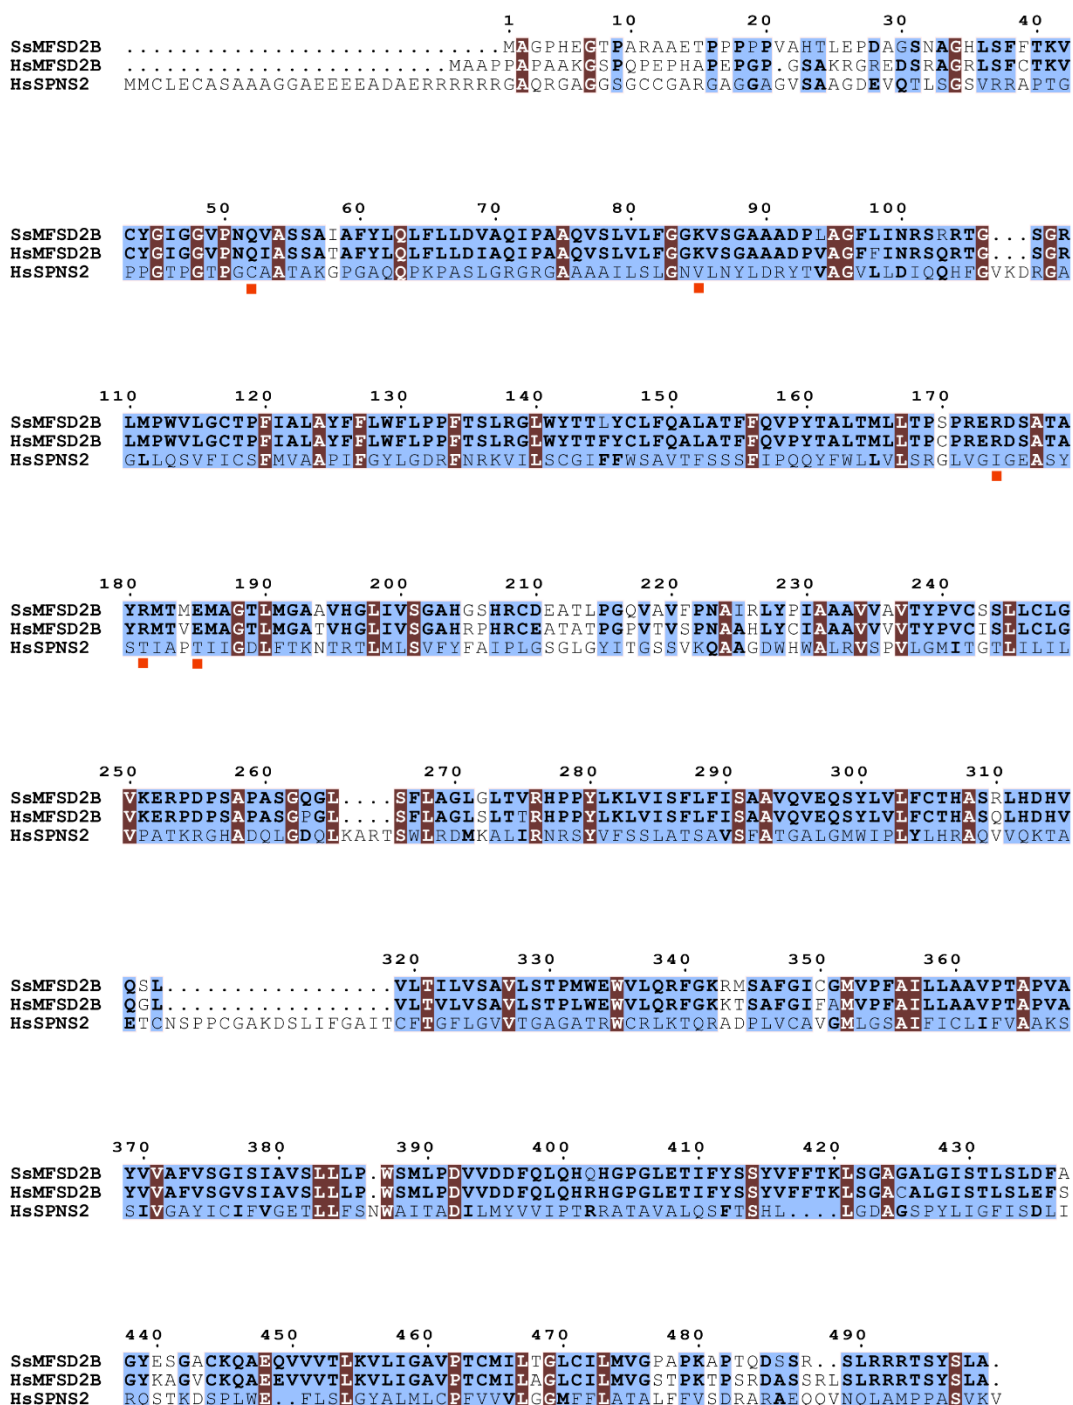 1 10 20 30 40
SsMFSD2B ............................MAGPHEGTPARAAETPPPPPVAHTLEPDAGSNAGHLSFFTKV
HsMFSD2B ........................MAAPPAPAAKGSPQPEPHAPEPGP.GSAKRGREDSRAGRLSFCTKV
HsSPNS2 MMCLECASAAAGGAEEEEADAERRRRRRGAQRGAGGSGCCGARGAGGAGVSAAGDEVQTLSGSVRRAPTG
50 60 70 80 90 100
SsMFSD2B CYGIGGVPNQVASSAIAFYLQLFLLDVAQIPAAQVSLVLFGGKVSGAAADPLAGFLINRSRRTG...SGR
HsMFSD2B CYGIGGVPNQIASSATAFYLQLFLLDIAQIPAAQVSLVLFGGKVSGAAADPVAGFFINRSQRTG...SGR
HsSPNS2 PPGTPGTPGCAATAKGPGAQQPKPASLGRGRGAAAAILSLGNVLNYLDRYTVAGVLLDIQQHFGVKDRGA
110 120 130 140 150 160 170
SsMFSD2B LMPWVLGCTPFIALAYFFLWFLPPFTSLRGLWYTTLYCLFQALATFFQVPYTALTMLLTPSPRERDSATA
HsMFSD2B LMPWVLGCTPFIALAYFFLWFLPPFTSLRGLWYTTFYCLFQALATFFQVPYTALTMLLTPCPRERDSATA
HsSPNS2 GLLQSVFICSFMVAAPIFGYLGDRFNRKVILSCGIFFWSAVTFSSSFIPQQYFWLLVLSRGLVGIGEASY
180 190 200 210 220 230 240
SsMFSD2B YRMTMEMAGTLMGAAVHGLIVSGAHGSHRCDEATLPGQVAVFPNAIRLYPIAAAVVAVTYPVCSSLLCLG
HsMFSD2B YRMTVEMAGTLMGATVHGLIVSGAHRPHRCEATATPGPVTVSPNAAHLYCIAAAVVVVTYPVCISLLCLG
HsSPNS2 STIAPTIIGDLFTKNTRTLMLSVFYFAIPLGSGLGYITGSSVKQAAGDWHWALRVSPVLGMITGTLILIL
250 260 270 280 290 300 310
SsMFSD2B VKERPDPSAPASGQGL....SFLAGLGLTVRHPPYLKLVISFLFISAAVQVEQSYLVLFCTHASRLHDHV
HsMFSD2B VKERPDPSAPASGPGL....SFLAGLSLTTRHPPYLKLVISFLFISAAVQVEQSYLVLFCTHASQLHDHV
HsSPNS2 VPATKRGHADQLGDQLKARTSWLRDMKALIRNRSYVFSSLATSAVSFATGALGMWIPLYLHRAQVVQKTA
320 330 340 350 360
SsMFSD2B QSL.................VLTILVSAVLSTPMWEWVLQRFGKRMSAFGICGMVPFAILLAAVPTAPVA
HsMFSD2B QGL.................VLTVLVSAVLSTPLWEWVLQRFGKKTSAFGIFAMVPFAILLAAVPTAPVA
HsSPNS2 ETCNSPPCGAKDSLIFGAITCFTGFLGVVTGAGATRWCRLKTQRADPLVCAVGMLGSAIFICLIFVAAKS
370 380 390 400 410 420 430
SsMFSD2B YVVAFVSGISIAVSLLLP.WSMLPDVVDDFQLQHQHGPGLETIFYSSYVFFTKLSGAGALGISTLSLDFA
HsMFSD2B YVVAFVSGVSIAVSLLLP.WSMLPDVVDDFQLQHRHGPGLETIFYSSYVFFTKLSGACALGISTLSLEFS
HsSPNS2 SIVGAYICIFVGETLLFSNWAITADILMYVVIPTRRATAVALQSFTSHL....LGDAGSPYLIGFISDLI
440 450 460 470 480 490
SsMFSD2B GYESGACKQAEQVVVTLKVLIGAVPTCMILTGLCILMVGPAPKAPTQDSSR..SLRRRTSYSLA.
HsMFSD2B GYKAGVCKQAEEVVVTLKVLIGAVPTCMILAGLCILMVGSTPKTPSRDASSRLSLRRRTSYSLA.
HsSPNS2 RQSTKDSPLWE..FLSLGYALMLCPFVVVLGGMFFLATALFFVSDRARAEQQVNQLAMPPASVKV